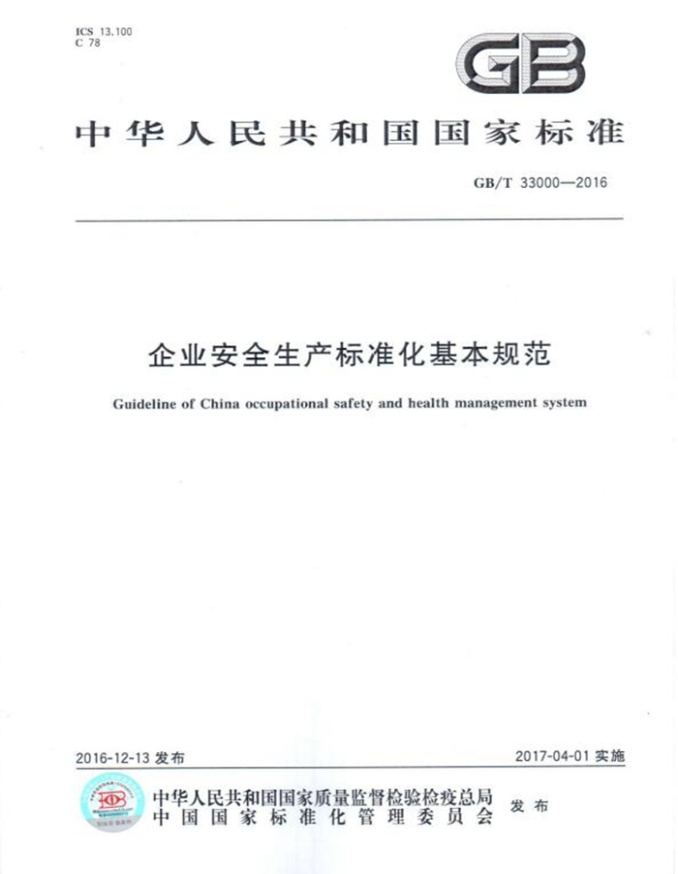 ICS 13.100
C 78
GB
中华人民共和国国家标准
GB/T 33000—2016
企业安全生产标准化基本规范
Guideline of China occupational safety and health management system
2016-12-13 发布
2017-04-01 实施
中华人民共和国国家质量监督检验检疫总局
中国国家标准化管理委员会
发布